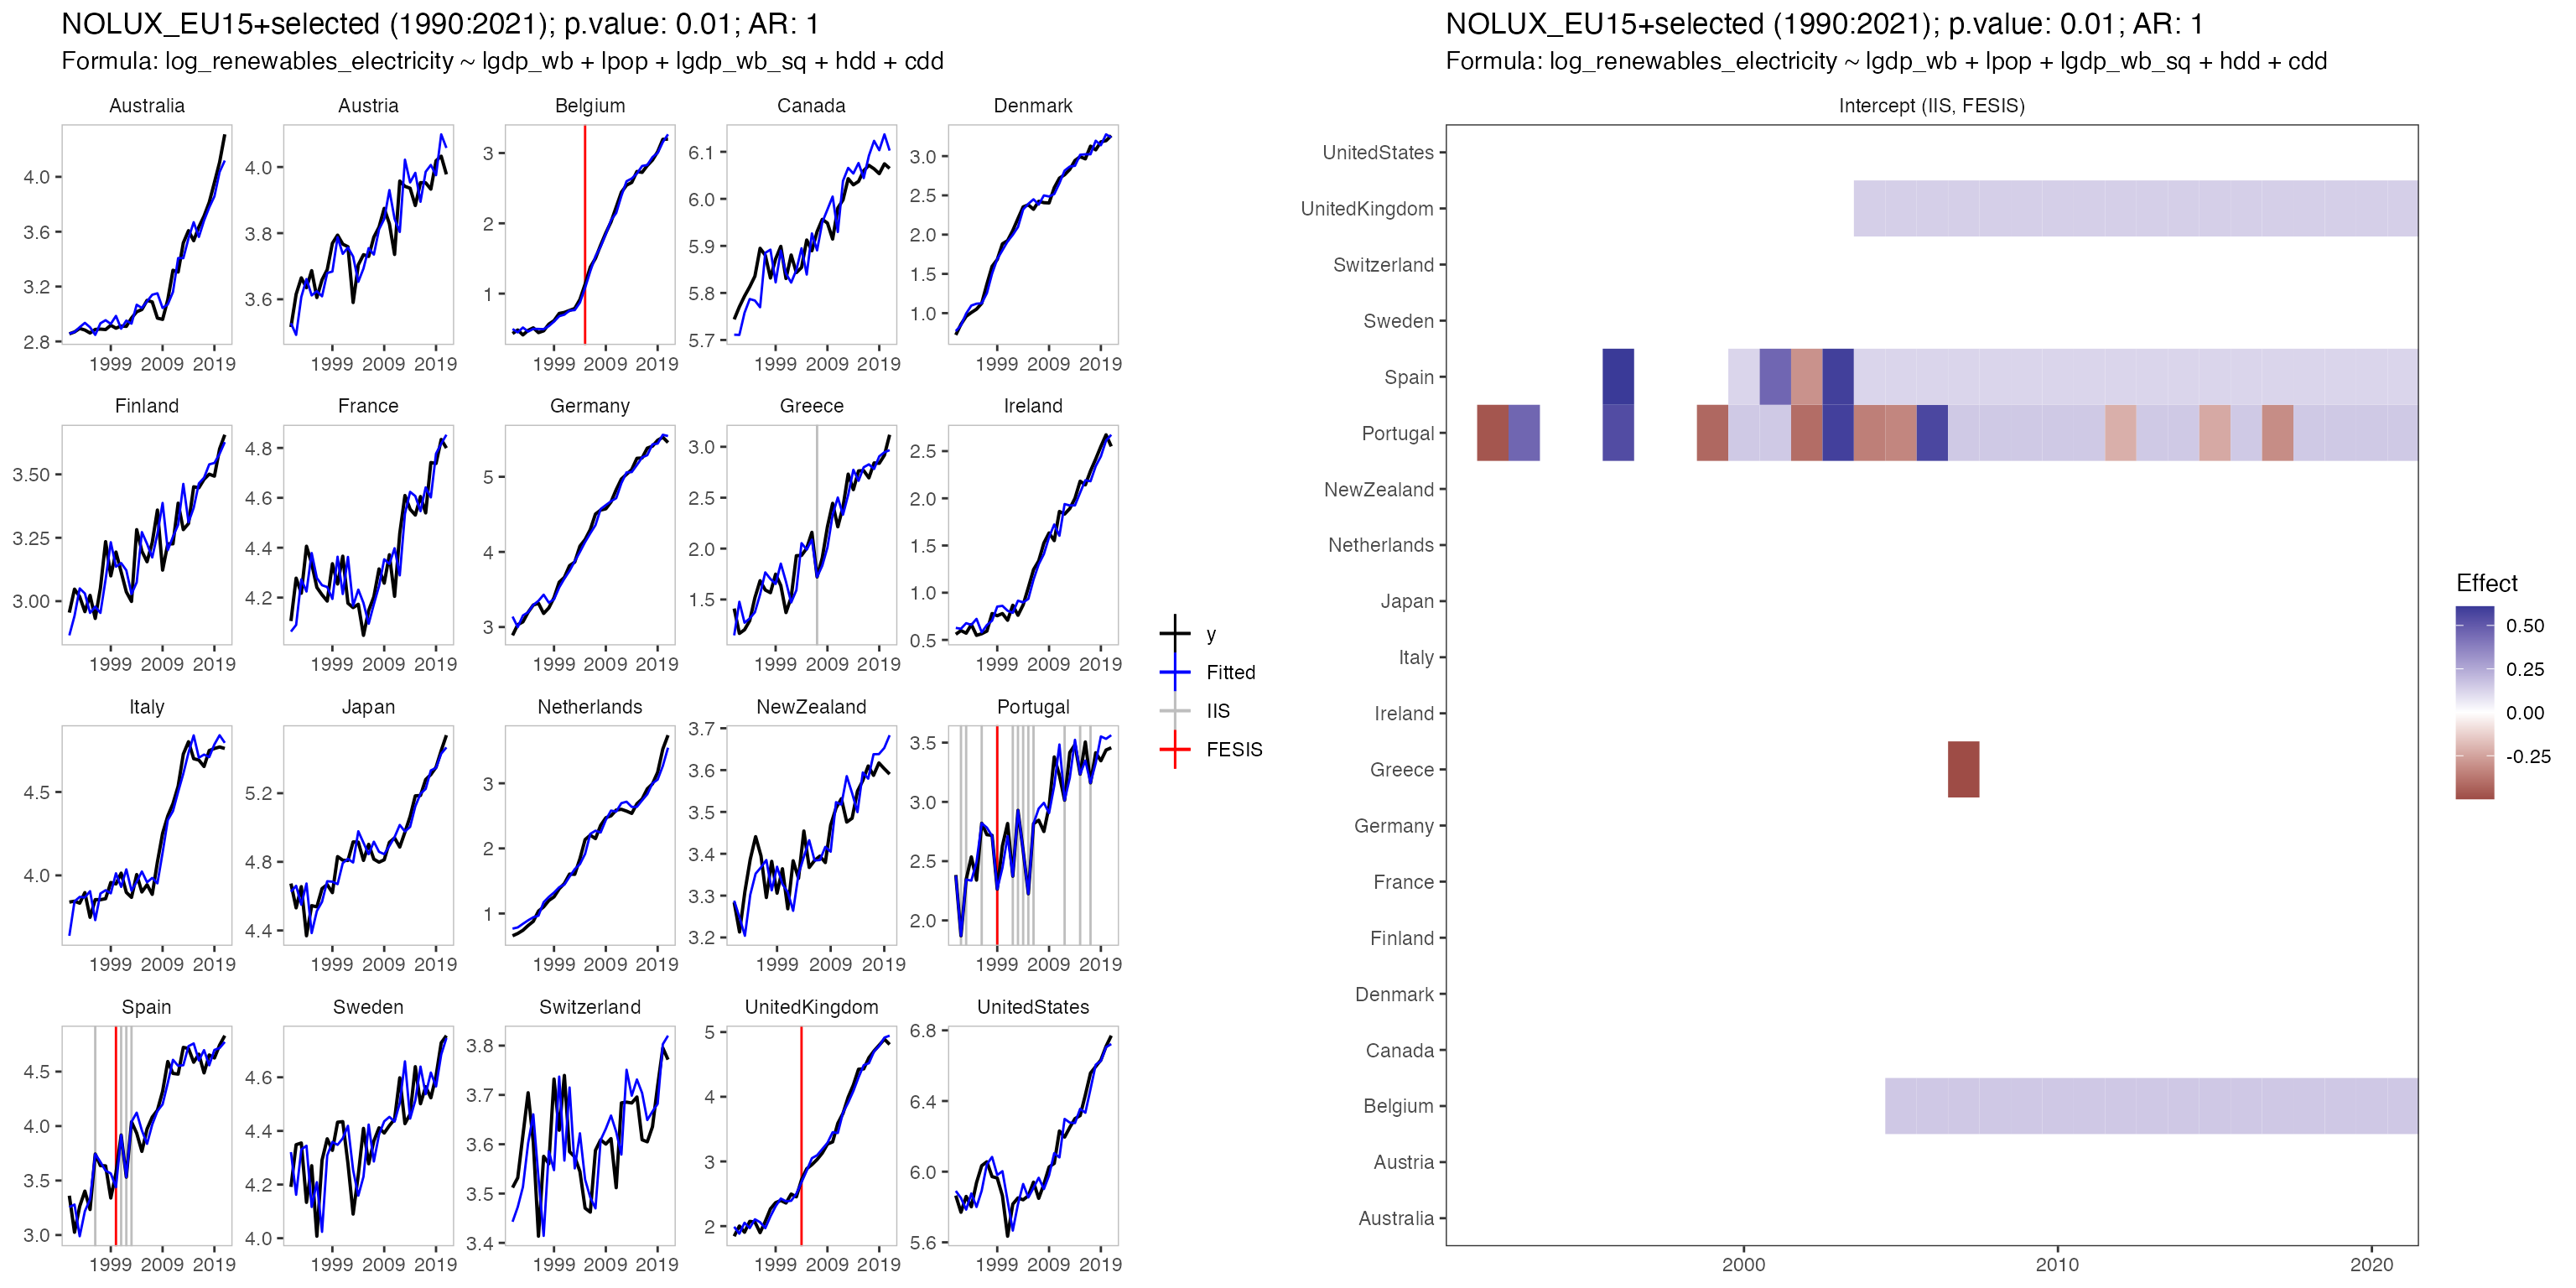 NOLUX_EU15+selected (1990:2021); p.value: 0.01; AR: 1
Formula: log_renewables_electricity ~ lgdp_wb + lpop + lgdp_wb_sq + hdd + cdd
Australia Austria Belgium Canada Denmark
4.0 3.6 3.2 2.8
4.0 3.8 3.6
3 2 1
6.1 6.0 5.9 5.8 5.7
3.0 2.5 2.0 1.5 1.0
1999 2009 2019 1999 2009 2019 1999 2009 2019 1999 2009 2019 1999 2009 2019
Finland France Germany Greece Ireland
3.50 3.25 3.00
4.8 4.6 4.4 4.2
5 4 3
3.0 2.5 2.0 1.5
2.5 2.0 1.5 1.0 0.5
1999 2009 2019 1999 2009 2019 1999 2009 2019 1999 2009 2019 1999 2009 2019
Italy Japan Netherlands NewZealand Portugal
4.5 4.0
5.2 4.8 4.4
3 2 1
3.7 3.6 3.5 3.4 3.3 3.2
3.5 3.0 2.5 2.0
1999 2009 2019 1999 2009 2019 1999 2009 2019 1999 2009 2019 1999 2009 2019
Spain Sweden Switzerland UnitedKingdom UnitedStates
4.5 4.0 3.5 3.0
4.6 4.4 4.2 4.0
3.8 3.7 3.6 3.5 3.4
5 4 3 2
6.8 6.4 6.0 5.6
1999 2009 2019 1999 2009 2019 1999 2009 2019 1999 2009 2019 1999 2009 2019
y
Fitted
IIS
FESIS
NOLUX_EU15+selected (1990:2021); p.value: 0.01; AR: 1
Formula: log_renewables_electricity ~ lgdp_wb + lpop + lgdp_wb_sq + hdd + cdd
Intercept (IIS, FESIS)
UnitedStates
UnitedKingdom
Switzerland
Sweden
Spain
Portugal
NewZealand
Netherlands
Japan
Italy
Ireland
Greece
Germany
France
Finland
Denmark
Canada
Belgium
Austria
Australia
2000 2010 2020
Effect
0.50
0.25
0.00
-0.25